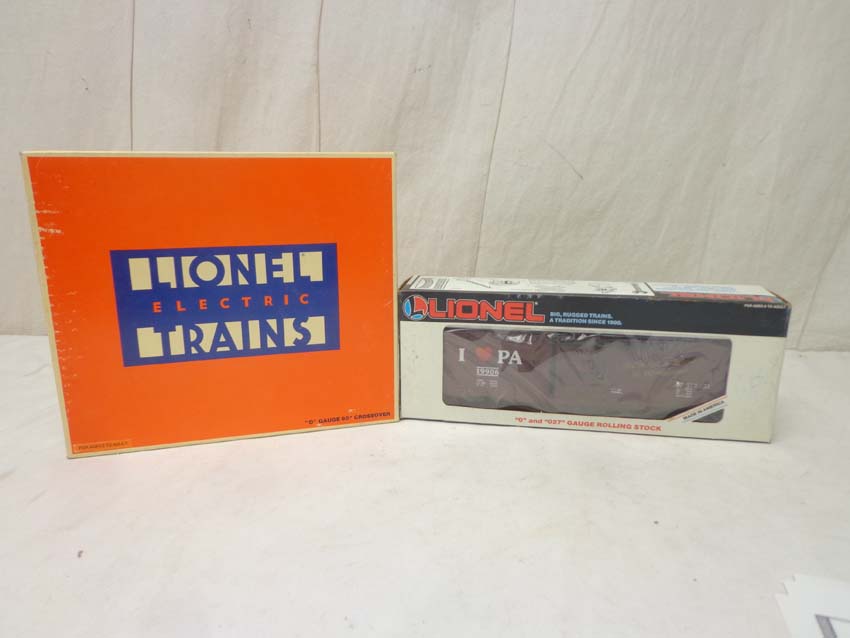 LIONEL
ELECTRIC
TRAINS
"O" GAUGE 45° CROSSOVER
LIONEL
BIG, RUGGED TRAINS.
A TRADITION SINCE 1900.
I PA
19906
MADE IN AMERICA
"O" and "O27" GAUGE ROLLING STOCK